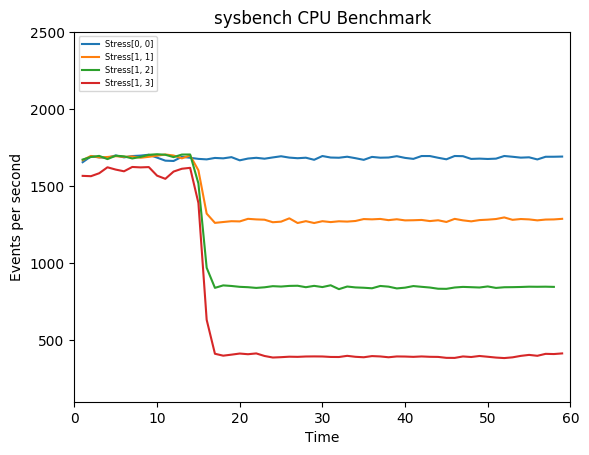 sysbench CPU Benchmark
Stress[0, 0]
Stress[1, 1]
Stress[1, 2]
Stress[1, 3]
Events per second
2500
2000
1500
1000
500
0 10 20 30 40 50 60
Time